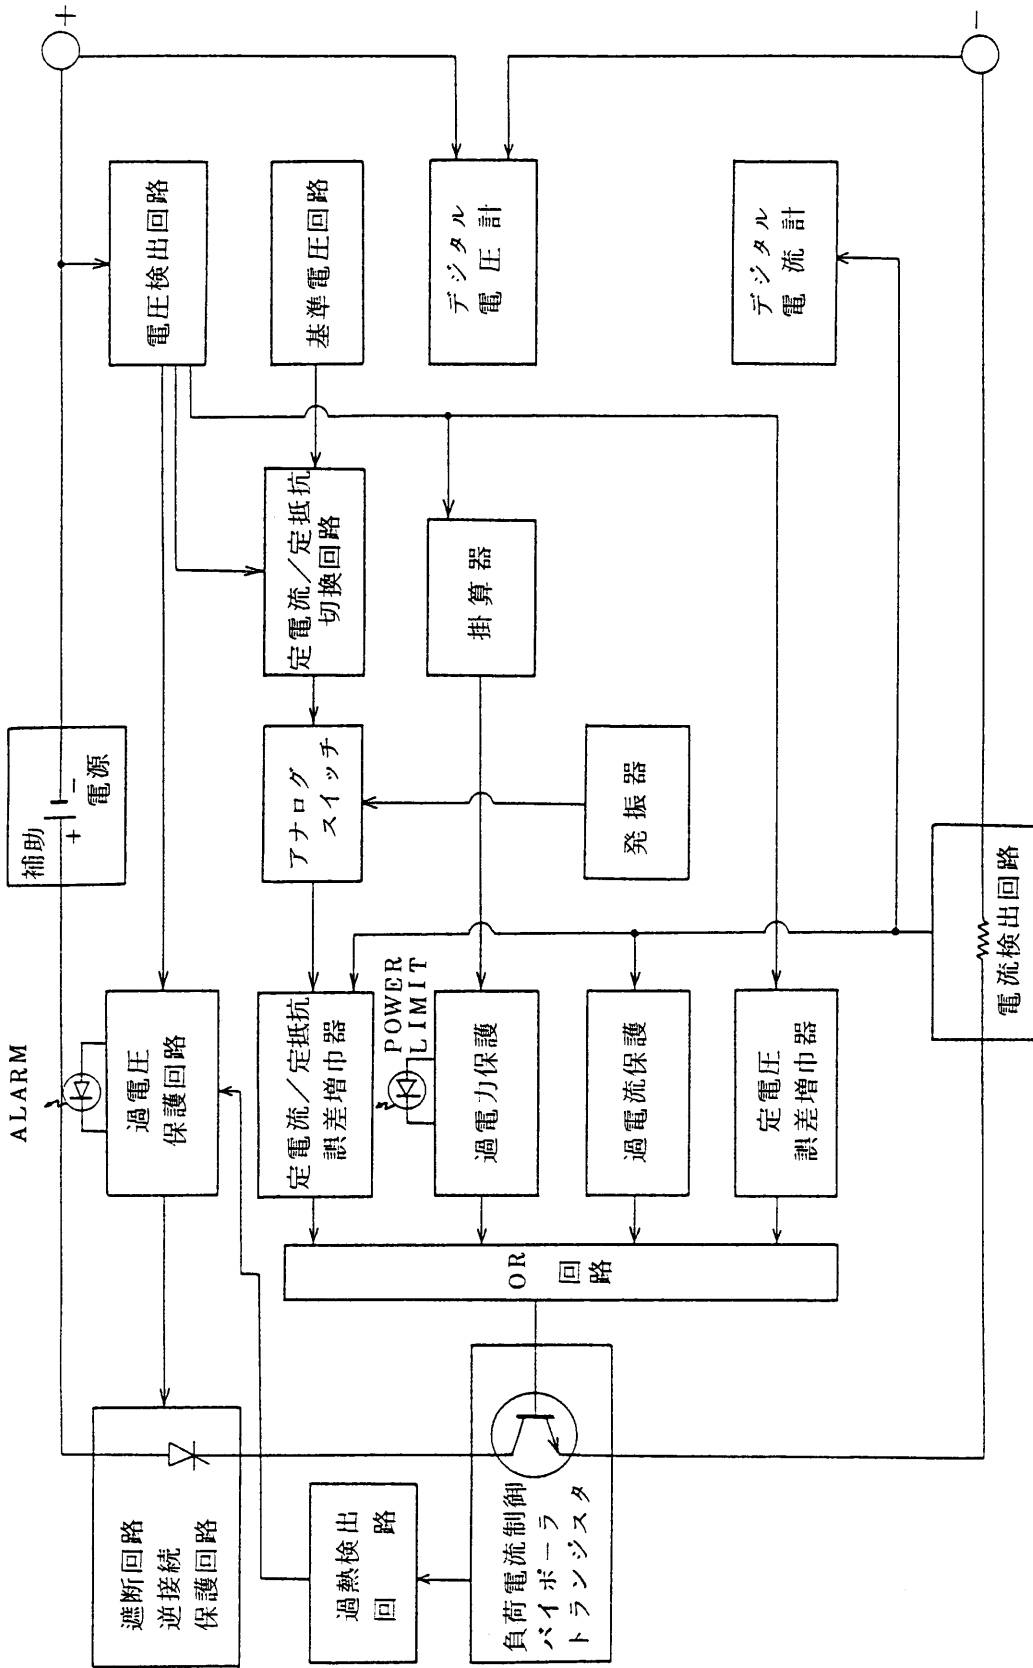 ALARM
補助
電源
+
−
+
−
遮断回路
逆接続
保護回路
過電圧
保護回路
電圧検出回路
過熱検出
回　路
定電流／定抵抗
誤差増巾器
アナログ
スイッチ
定電流／定抵抗
切換回路
基準電圧回路
POWER
LIMIT
過電力保護
掛算器
デジタル
電圧計
負荷電流制御
バイポーラ
トランジスタ
OR
回路
過電流保護
発振器
定電圧
誤差増巾器
デジタル
電流計
電流検出回路